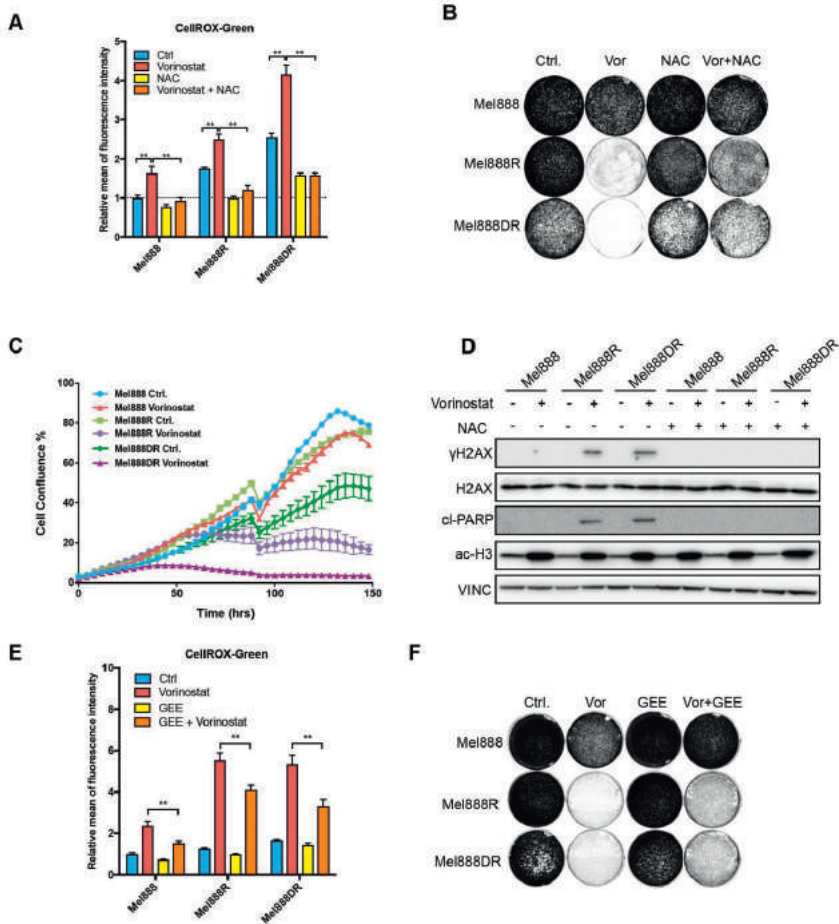 A
CellROX-Green
Relative mean of fluorescence intensity
5
4
3
2
1
0
Ctrl
Vorinostat
NAC
Vorinostat + NAC
** **
** **
** **
Mel888
Mel888R
Mel888DR
B
Ctrl. Vor NAC Vor+NAC
Mel888
Mel888R
Mel888DR
C
Cell Confluence %
100
80
60
40
20
0
Mel888 Ctrl.
Mel888 Vorinostat
Mel888R Ctrl.
Mel888R Vorinostat
Mel888DR Ctrl.
Mel888DR Vorinostat
0 50 100 150
Time (hrs)
D
Mel888 Mel888R Mel888DR Mel888 Mel888R Mel888DR
Vorinostat - + - + - + - + - + - +
NAC - - - - - - + + + + + +
γH2AX
H2AX
cl-PARP
ac-H3
VINC
E
CellROX-Green
Relative mean of fluorescence intensity
10
8
6
4
2
0
Ctrl
Vorinostat
GEE
GEE + Vorinostat
**
**
**
Mel888
Mel888R
Mel888DR
F
Ctrl. Vor GEE Vor+GEE
Mel888
Mel888R
Mel888DR